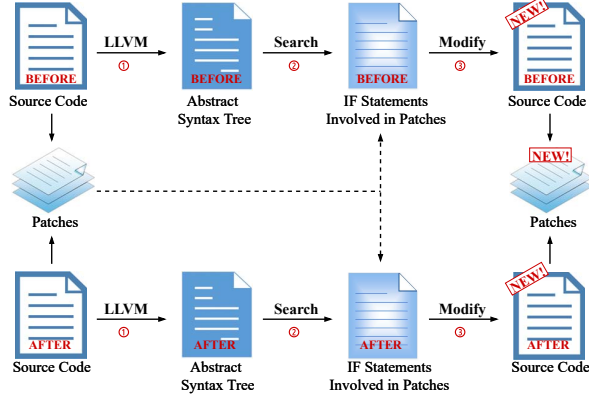 LLVM
Search
Modify
NEW!
①
②
③
BEFORE
BEFORE
BEFORE
BEFORE
Source Code
Abstract
Syntax Tree
IF Statements
Involved in Patches
Source Code
NEW!
Patches
Patches
LLVM
Search
Modify
NEW!
①
②
③
AFTER
AFTER
AFTER
AFTER
Source Code
Abstract
Syntax Tree
IF Statements
Involved in Patches
Source Code